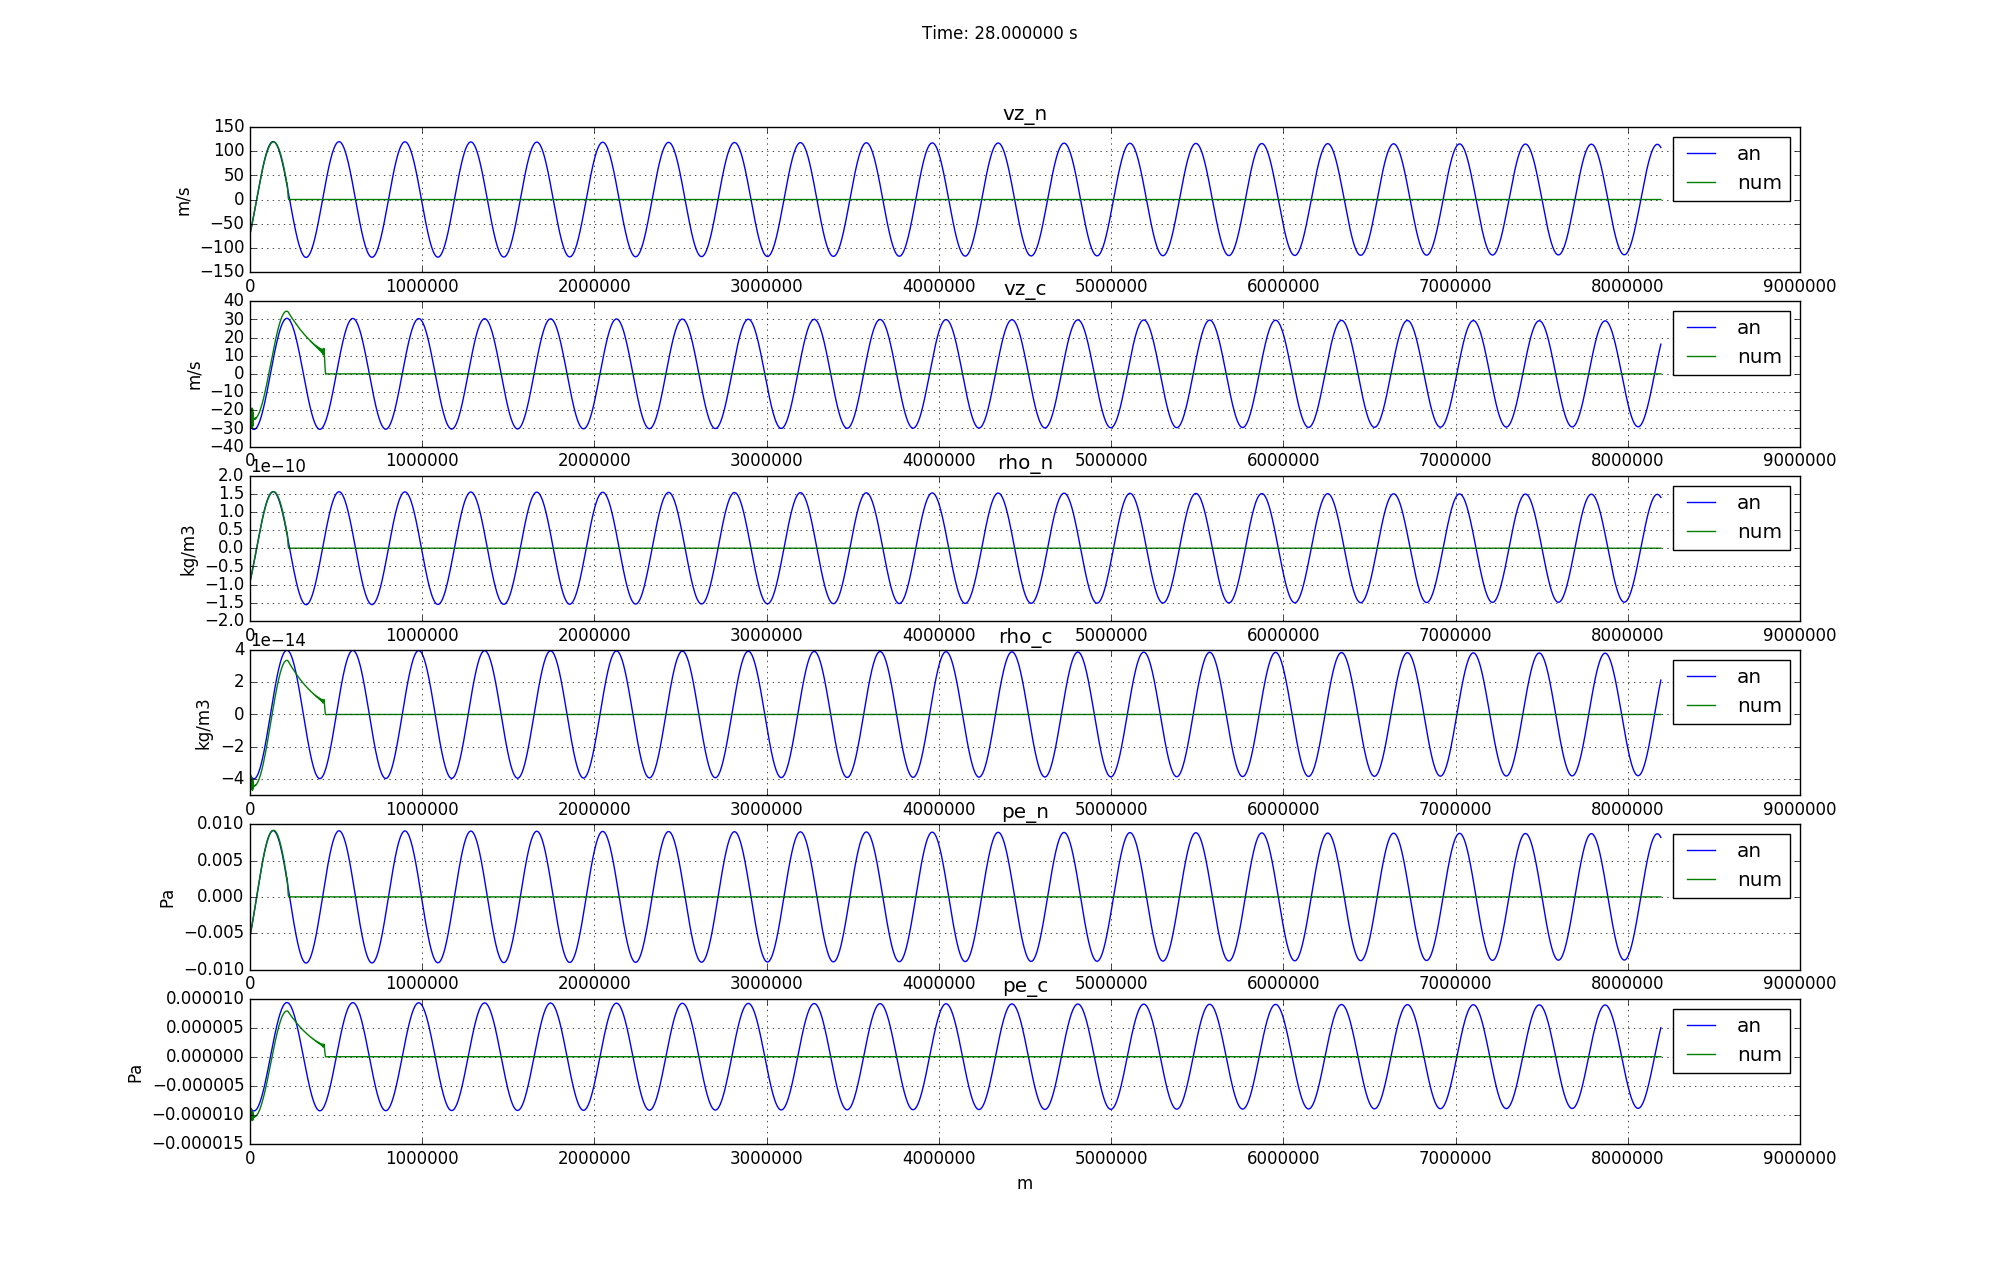 Time: 28.000000 s
vz_n
150
100
50
0
−50
−100
−150
m/s
an
num
0 1000000 2000000 3000000 4000000 5000000 6000000 7000000 8000000 9000000
vz_c
40
30
20
10
0
−10
−20
−30
−40
m/s
an
num
0 1000000 2000000 3000000 4000000 5000000 6000000 7000000 8000000 9000000
1e−10
rho_n
2.0
1.5
1.0
0.5
0.0
−0.5
−1.0
−1.5
−2.0
kg/m3
an
num
0 1000000 2000000 3000000 4000000 5000000 6000000 7000000 8000000 9000000
1e−14
rho_c
4
2
0
−2
−4
kg/m3
an
num
0 1000000 2000000 3000000 4000000 5000000 6000000 7000000 8000000 9000000
pe_n
0.010
0.005
0.000
−0.005
−0.010
Pa
an
num
0 1000000 2000000 3000000 4000000 5000000 6000000 7000000 8000000 9000000
pe_c
0.000010
0.000005
0.000000
−0.000005
−0.000010
−0.000015
Pa
an
num
0 1000000 2000000 3000000 4000000 5000000 6000000 7000000 8000000 9000000
m